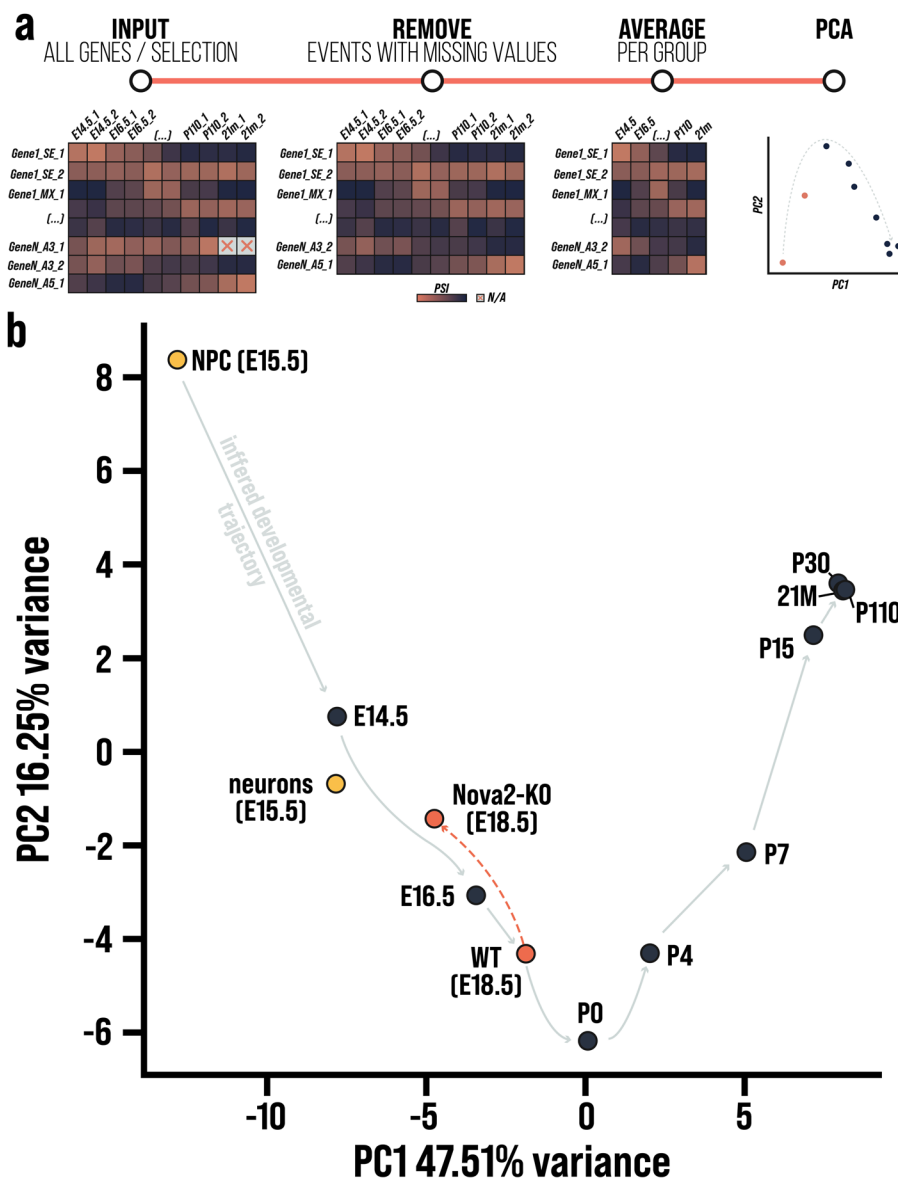 a
INPUT
ALL GENES / SELECTION
REMOVE
EVENTS WITH MISSING VALUES
AVERAGE
PER GROUP
PCA
E14.5_1
E14.5_2
E16.5_1
E16.5_2
(...)
P110_1
P110_2
21m_1
21m_2
Gene1_SE_1
Gene1_SE_2
Gene1_MX_1
(...)
GeneN_A3_1
GeneN_A3_2
GeneN_A5_1
E14.5_1
E14.5_2
E16.5_1
E16.5_2
(...)
P110_1
P110_2
21m_1
21m_2
Gene1_SE_1
Gene1_SE_2
Gene1_MX_1
(...)
GeneN_A3_2
GeneN_A5_1
PSI
N/A
E14.5
E16.5
(...)
P110
21m
Gene1_SE_1
Gene1_SE_2
Gene1_MX_1
(...)
GeneN_A3_2
GeneN_A5_1
PC2
PC1
b
8
6
4
2
0
-2
-4
-6
PC2 16.25% variance
NPC (E15.5)
inffered developmental
trajectory
E14.5
neurons
(E15.5)
Nova2-KO
(E18.5)
E16.5
WT
(E18.5)
P0
P4
P7
P15
P30
21M
P110
-10
-5
0
5
PC1 47.51% variance